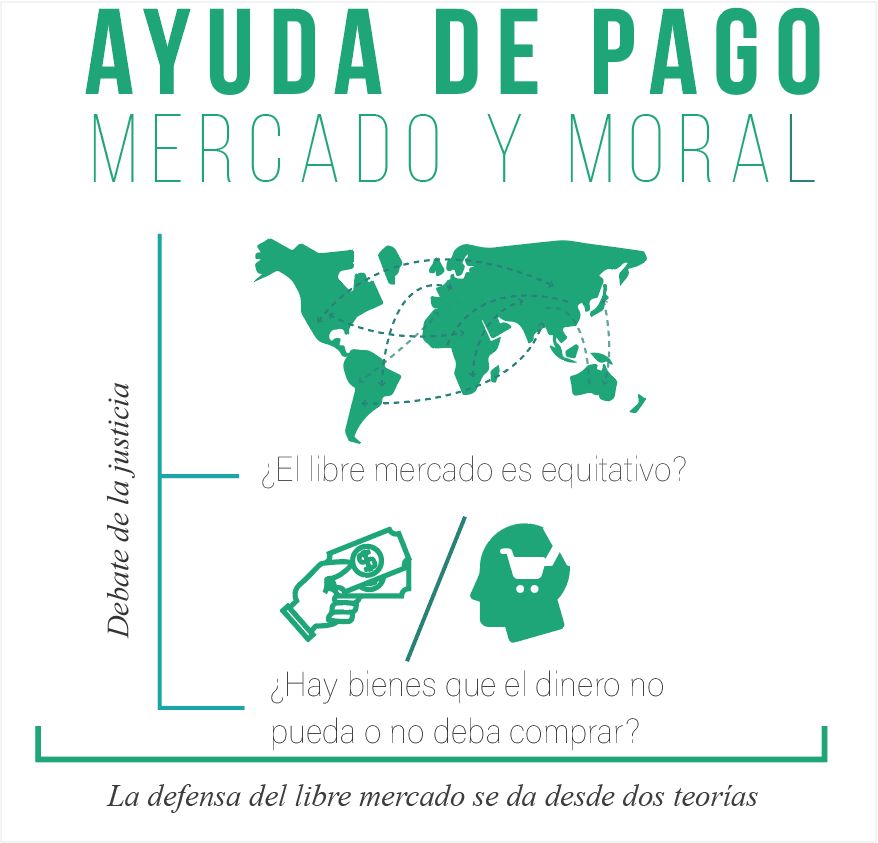 AYUDA DE PAGO
MERCADO Y MORAL
Debate de la justicia
¿El libre mercado es equitativo?
$
¿Hay bienes que el dinero no
pueda o no deba comprar?
La defensa del libre mercado se da desde dos teorías